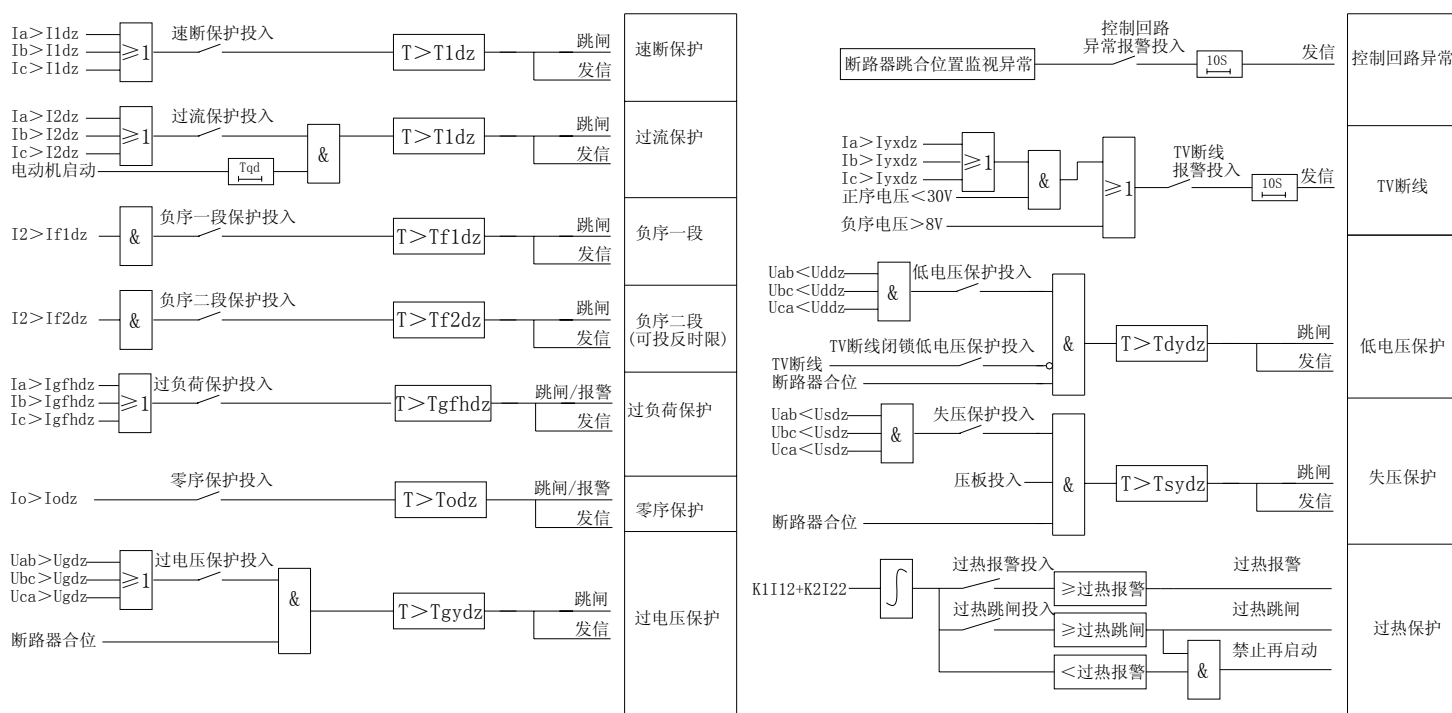 Ia>I1dz
Ib>I1dz
Ic>I1dz
≥1
速断保护投入
T>T1dz
跳闸
发信
速断保护
Ia>I2dz
Ib>I2dz
Ic>I2dz
电动机启动
≥1
过流保护投入
Tqd
&
T>T1dz
跳闸
发信
过流保护
I2>If1dz
&
负序一段保护投入
T>Tf1dz
跳闸
发信
负序一段
I2>If2dz
&
负序二段保护投入
T>Tf2dz
跳闸
发信
负序二段
(可投反时限)
Ia>Igfhdz
Ib>Igfhdz
Ic>Igfhdz
≥1
过负荷保护投入
T>Tgfhdz
跳闸/报警
发信
过负荷保护
Io>Iodz
零序保护投入
T>Todz
跳闸/报警
发信
零序保护
Uab>Ugdz
Ubc>Ugdz
Uca>Ugdz
≥1
过电压保护投入
断路器合位
&
T>Tgydz
跳闸
发信
过电压保护
断路器跳合位置监视异常
控制回路
异常报警投入
10S
发信
控制回路异常
Ia>Iyxdz
Ib>Iyxdz
Ic>Iyxdz
正序电压<30V
负序电压>8V
≥1
&
≥1
TV断线
报警投入
10S
发信
TV断线
Uab<Uddz
Ubc<Uddz
Uca<Uddz
&
低电压保护投入
TV断线闭锁低电压保护投入
TV断线
断路器合位
&
T>Tdydz
跳闸
发信
低电压保护
Uab<Usdz
Ubc<Usdz
Uca<Usdz
&
失压保护投入
压板投入
断路器合位
&
T>Tsydz
跳闸
发信
失压保护
K1I12+K2I22
∫
过热报警投入
≥过热报警
过热报警
过热跳闸投入
≥过热跳闸
过热跳闸
<过热报警
&
禁止再启动
过热保护